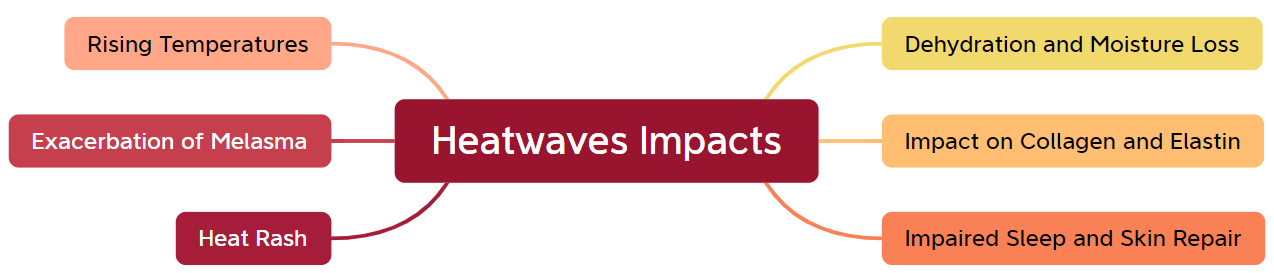 Rising Temperatures
Exacerbation of Melasma
Heat Rash
Heatwaves Impacts
Dehydration and Moisture Loss
Impact on Collagen and Elastin
Impaired Sleep and Skin Repair